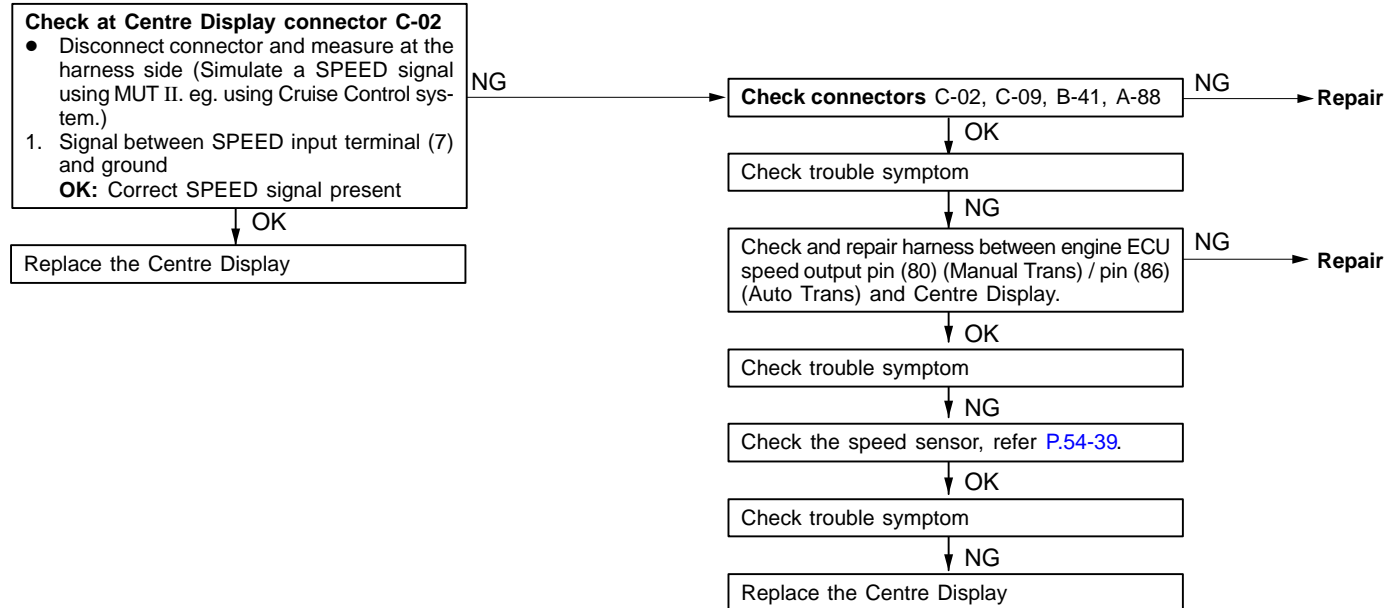 Check at Centre Display connector C-02
● Disconnect connector and measure at the
harness side (Simulate a SPEED signal
using MUT II. eg. using Cruise Control sys-
tem.)
1. Signal between SPEED input terminal (7)
and ground
OK: Correct SPEED signal present
NG
OK
Replace the Centre Display
Check connectors C-02, C-09, B-41, A-88
NG
Repair
OK
Check trouble symptom
NG
Check and repair harness between engine ECU
speed output pin (80) (Manual Trans) / pin (86)
(Auto Trans) and Centre Display.
NG
Repair
OK
Check trouble symptom
NG
Check the speed sensor, refer P.54-39.
OK
Check trouble symptom
NG
Replace the Centre Display